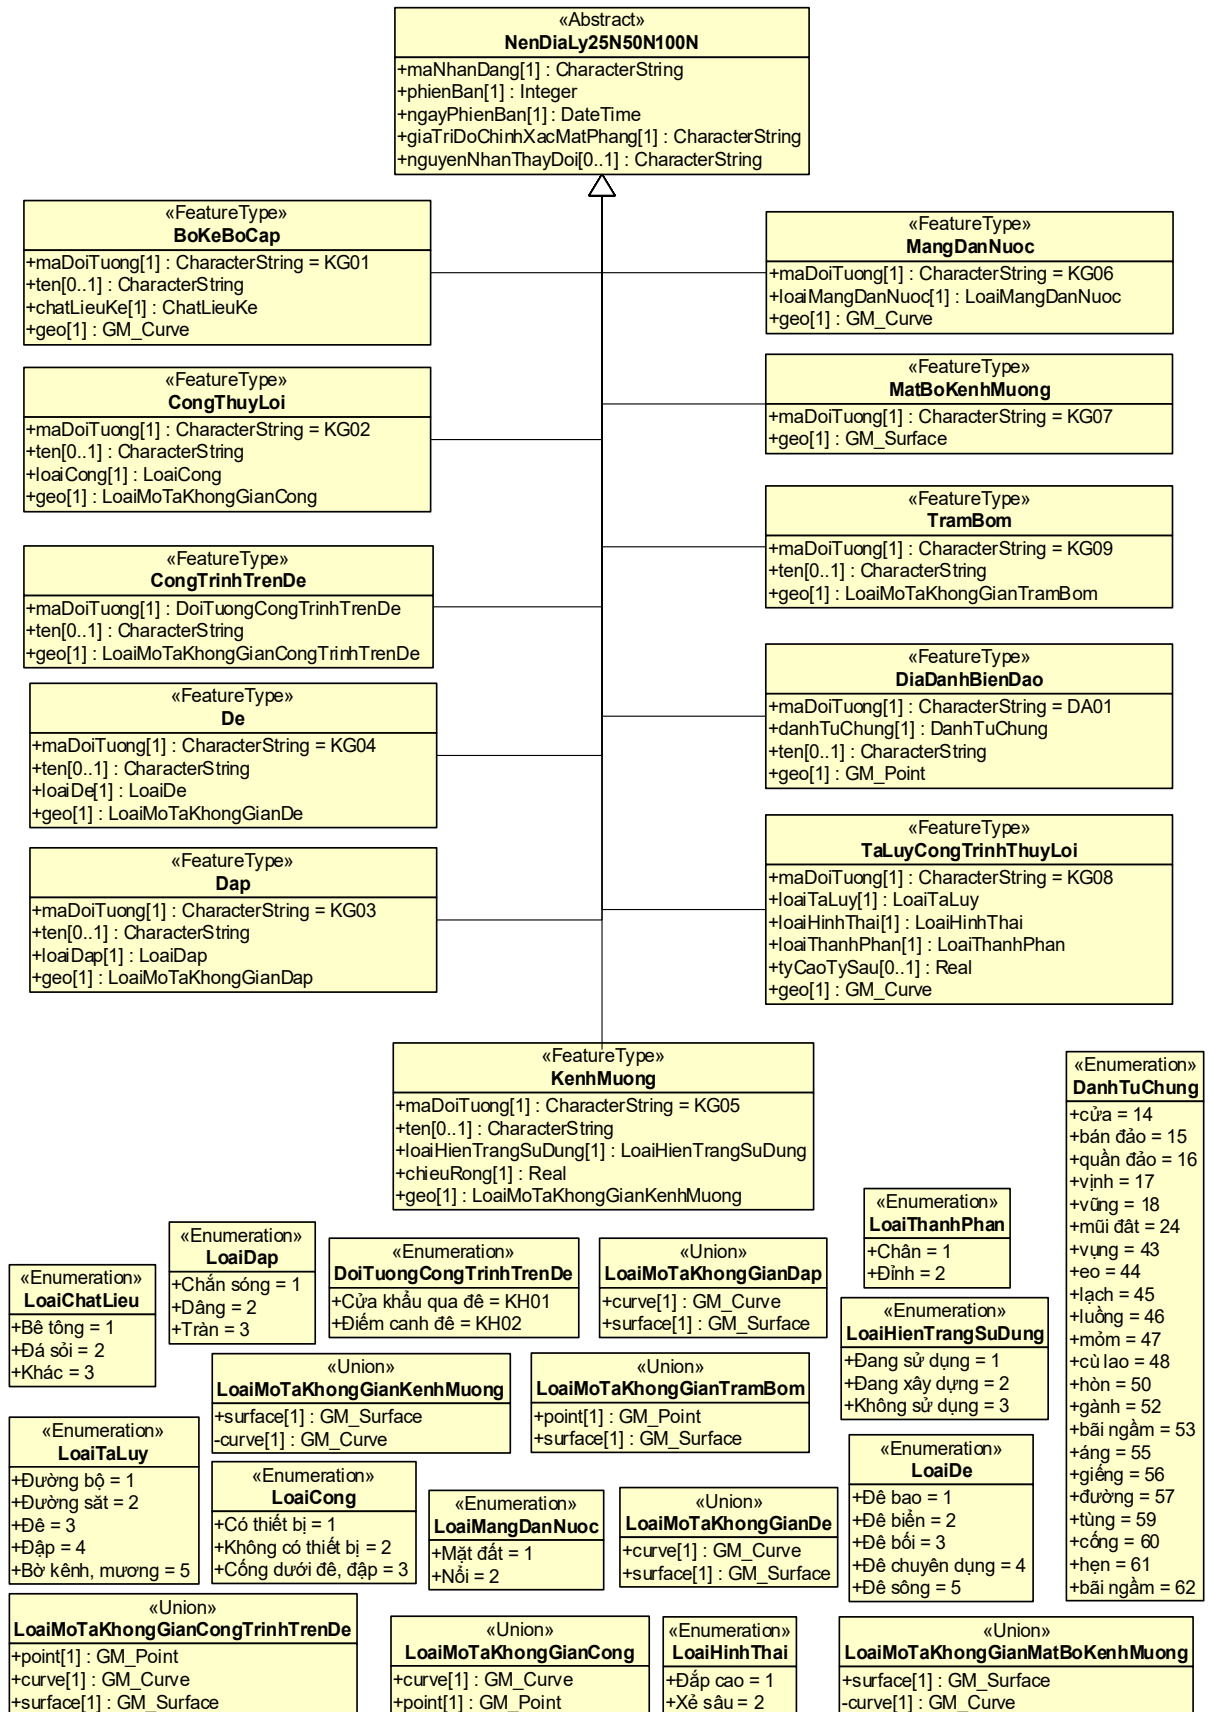 «Abstract»
NenDiaLy25N50N100N
+maNhanDang[1] : CharacterString
+phienBan[1] : Integer
+ngayPhienBan[1] : DateTime
+giaTriDoChinhXacMatPhang[1] : CharacterString
+nguyenNhanThayDoi[0..1] : CharacterString
«FeatureType»
BoKeBoCap
+maDoiTuong[1] : CharacterString = KG01
+ten[0..1] : CharacterString
+chatLieuKe[1] : ChatLieuKe
+geo[1] : GM_Curve
«FeatureType»
MangDanNuoc
+maDoiTuong[1] : CharacterString = KG06
+loaiMangDanNuoc[1] : LoaiMangDanNuoc
+geo[1] : GM_Curve
«FeatureType»
CongThuyLoi
+maDoiTuong[1] : CharacterString = KG02
+ten[0..1] : CharacterString
+loaiCong[1] : LoaiCong
+geo[1] : LoaiMoTaKhongGianCong
«FeatureType»
MatBoKenhMuong
+maDoiTuong[1] : CharacterString = KG07
+geo[1] : GM_Surface
«FeatureType»
TramBom
+maDoiTuong[1] : CharacterString = KG09
+ten[0..1] : CharacterString
+geo[1] : LoaiMoTaKhongGianTramBom
«FeatureType»
CongTrinhTrenDe
+maDoiTuong[1] : DoiTuongCongTrinhTrenDe
+ten[0..1] : CharacterString
+geo[1] : LoaiMoTaKhongGianCongTrinhTrenDe
«FeatureType»
DiaDanhBienDao
+maDoiTuong[1] : CharacterString = DA01
+danhTuChung[1] : DanhTuChung
+ten[0..1] : CharacterString
+geo[1] : GM_Point
«FeatureType»
De
+maDoiTuong[1] : CharacterString = KG04
+ten[0..1] : CharacterString
+loaiDe[1] : LoaiDe
+geo[1] : LoaiMoTaKhongGianDe
«FeatureType»
TaLuyCongTrinhThuyLoi
+maDoiTuong[1] : CharacterString = KG08
+loaiTaLuy[1] : LoaiTaLuy
+loaiHinhThai[1] : LoaiHinhThai
+loaiThanhPhan[1] : LoaiThanhPhan
+tyCaoTySau[0..1] : Real
+geo[1] : GM_Curve
«FeatureType»
Dap
+maDoiTuong[1] : CharacterString = KG03
+ten[0..1] : CharacterString
+loaiDap[1] : LoaiDap
+geo[1] : LoaiMoTaKhongGianDap
«FeatureType»
KenhMuong
+maDoiTuong[1] : CharacterString = KG05
+ten[0..1] : CharacterString
+loaiHienTrangSuDung[1] : LoaiHienTrangSuDung
+chieuRong[1] : Real
+geo[1] : LoaiMoTaKhongGianKenhMuong
«Enumeration»
DanhTuChung
+cửa = 14
+bán đảo = 15
+quần đảo = 16
+vịnh = 17
+vũng = 18
+mũi đất = 24
+vụng = 43
+eo = 44
+lạch = 45
+luồng = 46
+mỏm = 47
+cù lao = 48
+hòn = 50
+gành = 52
+bãi ngầm = 53
+áng = 55
+giếng = 56
+đường = 57
+tùng = 59
+cống = 60
+hẹn = 61
+bãi ngầm = 62
«Enumeration»
LoaiThanhPhan
+Chân = 1
+Đỉnh = 2
«Enumeration»
LoaiChatLieu
+Bê tông = 1
+Đá sỏi = 2
+Khác = 3
«Enumeration»
LoaiDap
+Chắn sóng = 1
+Dâng = 2
+Tràn = 3
«Enumeration»
DoiTuongCongTrinhTrenDe
+Cửa khẩu qua đê = KH01
+Điếm canh đê = KH02
«Union»
LoaiMoTaKhongGianDap
+curve[1] : GM_Curve
+surface[1] : GM_Surface
«Enumeration»
LoaiHienTrangSuDung
+Đang sử dụng = 1
+Đang xây dựng = 2
+Không sử dụng = 3
«Union»
LoaiMoTaKhongGianKenhMuong
+surface[1] : GM_Surface
-curve[1] : GM_Curve
«Union»
LoaiMoTaKhongGianTramBom
+point[1] : GM_Point
+surface[1] : GM_Surface
«Enumeration»
LoaiTaLuy
+Đường bộ = 1
+Đường sắt = 2
+Đê = 3
+Đập = 4
+Bờ kênh, mương = 5
«Enumeration»
LoaiCong
+Có thiết bị = 1
+Không có thiết bị = 2
+Cống dưới đê, đập = 3
«Enumeration»
LoaiMangDanNuoc
+Mặt đất = 1
+Nổi = 2
«Union»
LoaiMoTaKhongGianDe
+curve[1] : GM_Curve
+surface[1] : GM_Surface
«Enumeration»
LoaiDe
+Đê bao = 1
+Đê biển = 2
+Đê bối = 3
+Đê chuyên dụng = 4
+Đê sông = 5
«Union»
LoaiMoTaKhongGianCongTrinhTrenDe
+point[1] : GM_Point
+curve[1] : GM_Curve
+surface[1] : GM_Surface
«Union»
LoaiMoTaKhongGianCong
+curve[1] : GM_Curve
+point[1] : GM_Point
«Enumeration»
LoaiHinhThai
+Đắp cao = 1
+Xẻ sâu = 2
«Union»
LoaiMoTaKhongGianMatBoKenhMuong
+surface[1] : GM_Surface
-curve[1] : GM_Curve